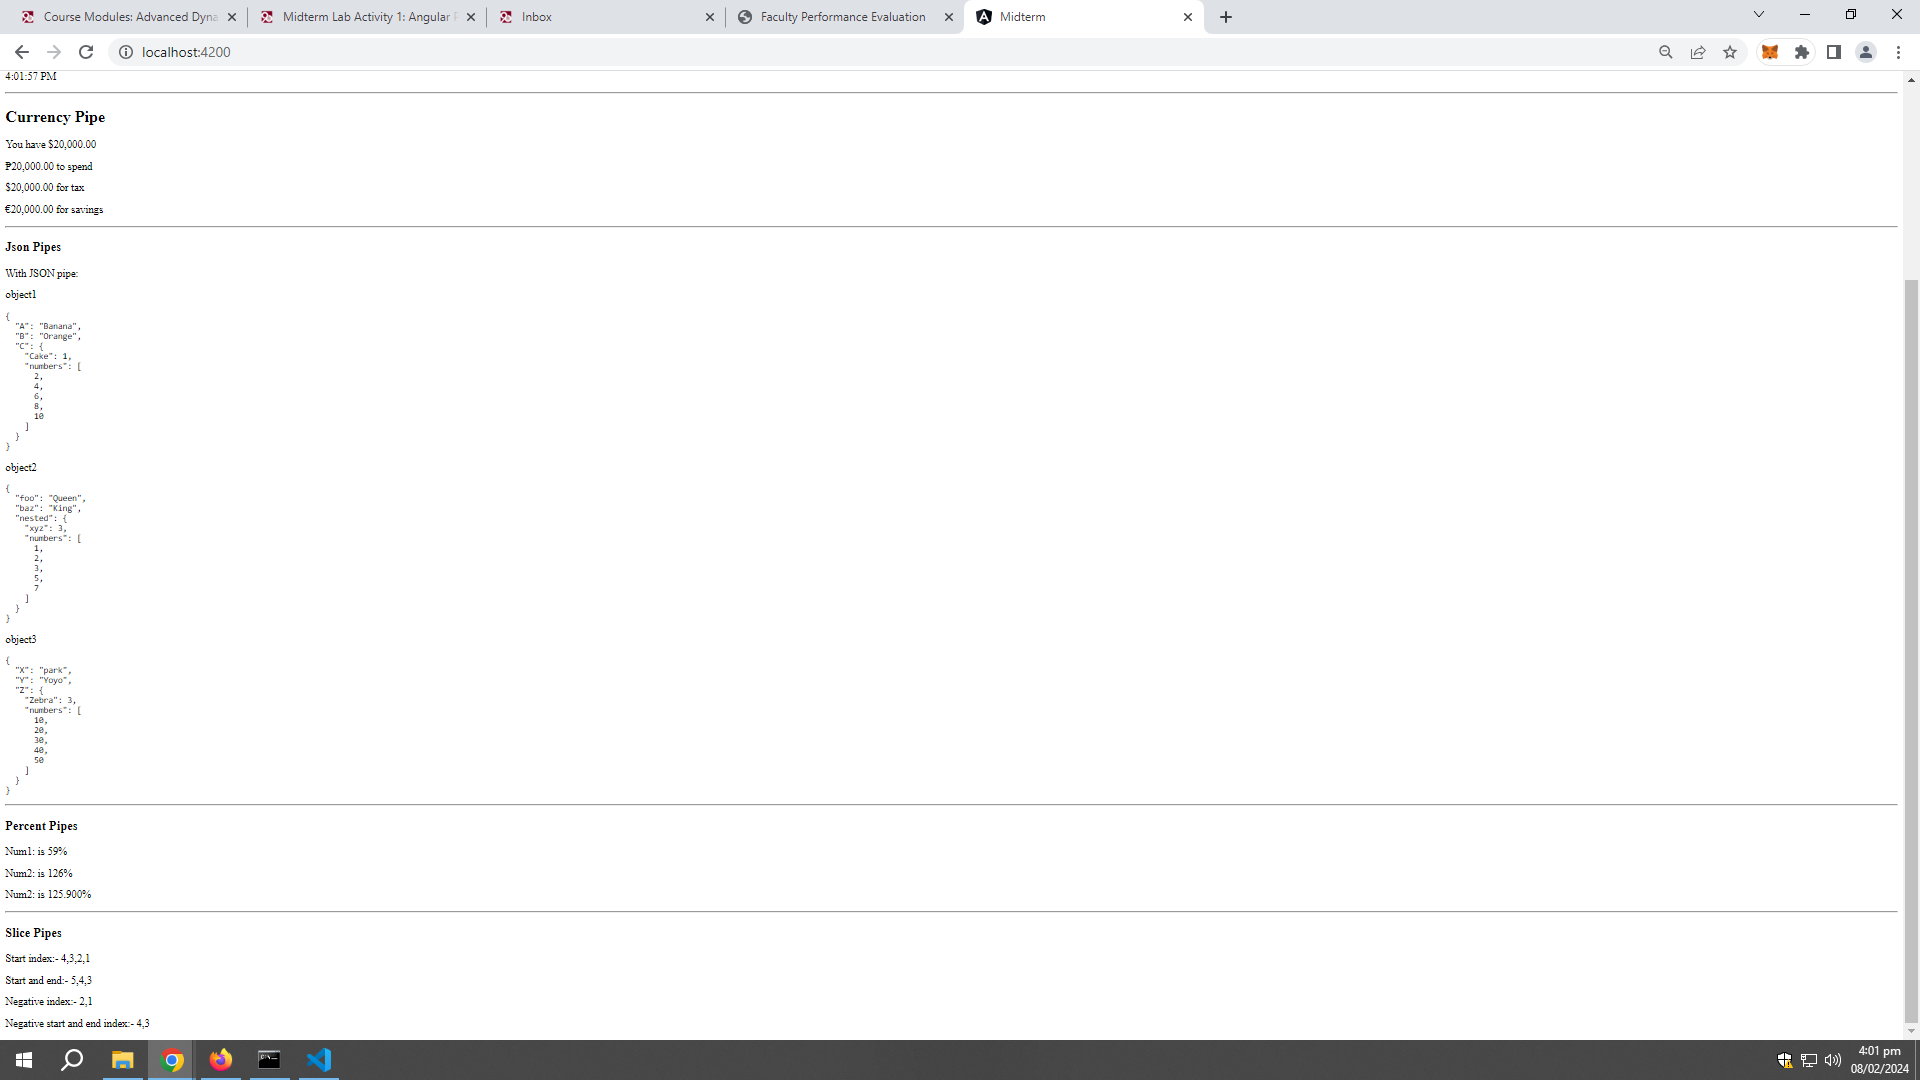 Course Modules: Advanced Dyna
Midterm Lab Activity 1: Angular P
Inbox
Faculty Performance Evaluation
Midterm
localhost:4200
4:01:57 PM
Currency Pipe
You have $20,000.00
₱20,000.00 to spend
$20,000.00 for tax
€20,000.00 for savings
Json Pipes
With JSON pipe:
object1
{
  "A": "Banana",
  "B": "Orange",
  "C": {
    "Cake": 1,
    "numbers": [
      2,
      4,
      6,
      8,
      10
    ]
  }
}
object2
{
  "foo": "Queen",
  "baz": "King",
  "nested": {
    "xyz": 3,
    "numbers": [
      1,
      2,
      3,
      5,
      7
    ]
  }
}
object3
{
  "X": "park",
  "Y": "Yoyo",
  "Z": {
    "Zebra": 3,
    "numbers": [
      10,
      20,
      30,
      40,
      50
    ]
  }
}
Percent Pipes
Num1: is 59%
Num2: is 126%
Num2: is 125.900%
Slice Pipes
Start index:- 4,3,2,1
Start and end:- 5,4,3
Negative index:- 2,1
Negative start and end index:- 4,3
4:01 pm
08/02/2024